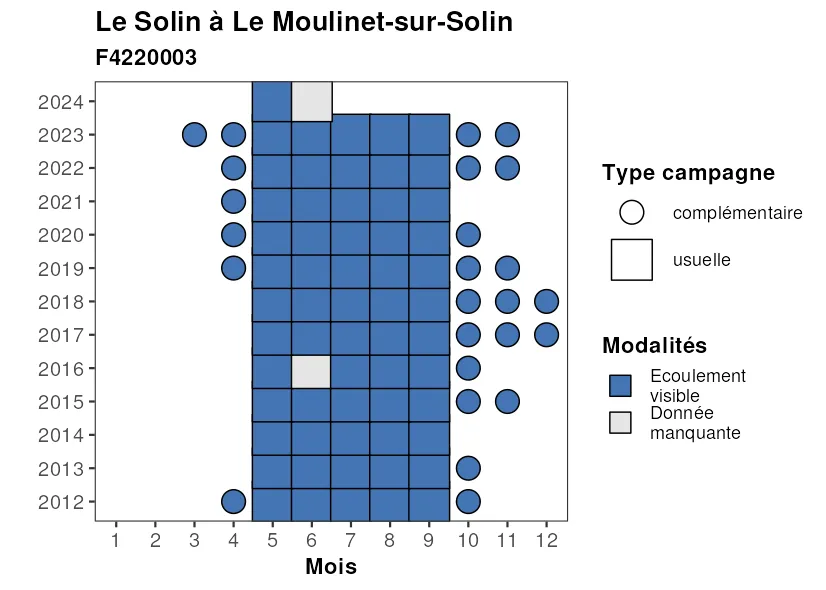 Le Solin à Le Moulinet-sur-Solin
F4220003
2024
2023
2022
2021
2020
2019
2018
2017
2016
2015
2014
2013
2012
1 2 3 4 5 6 7 8 9 10 11 12
Mois
Type campagne
complémentaire
usuelle
Modalités
Ecoulement
visible
Donnée
manquante